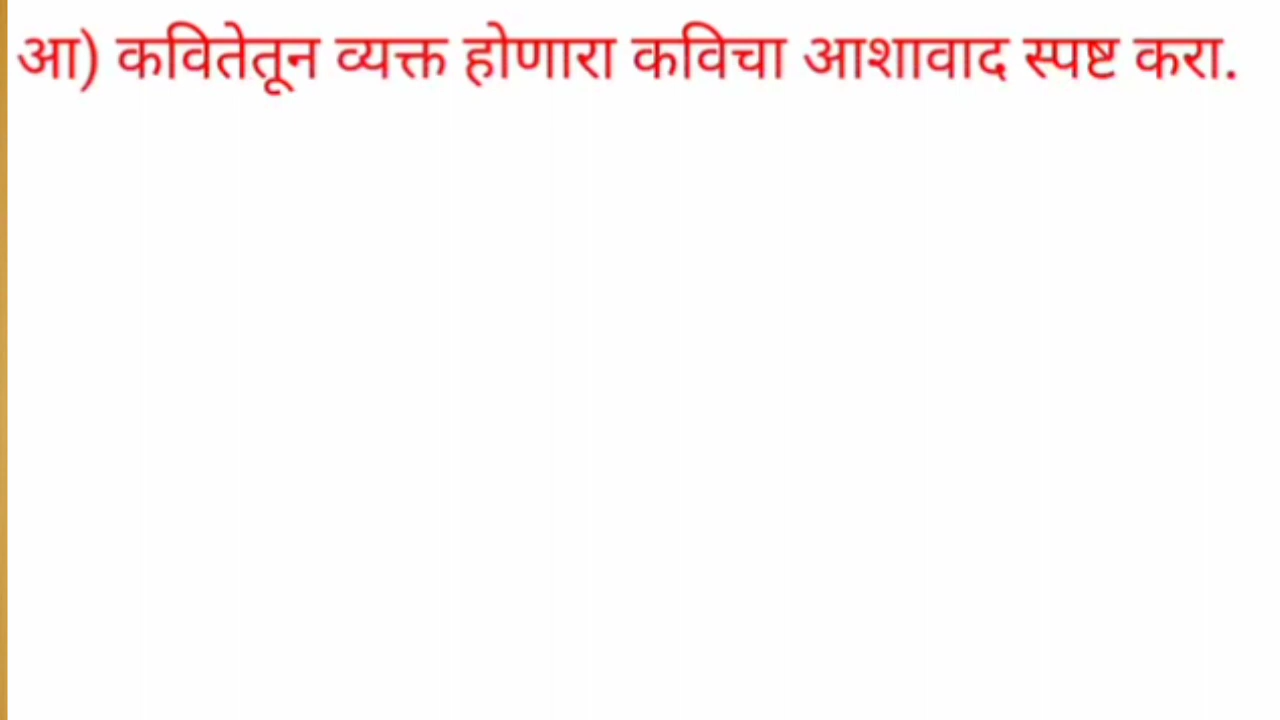 आ) कवितेतून व्यक्त होणारा कविचा आशावाद स्पष्ट करा.